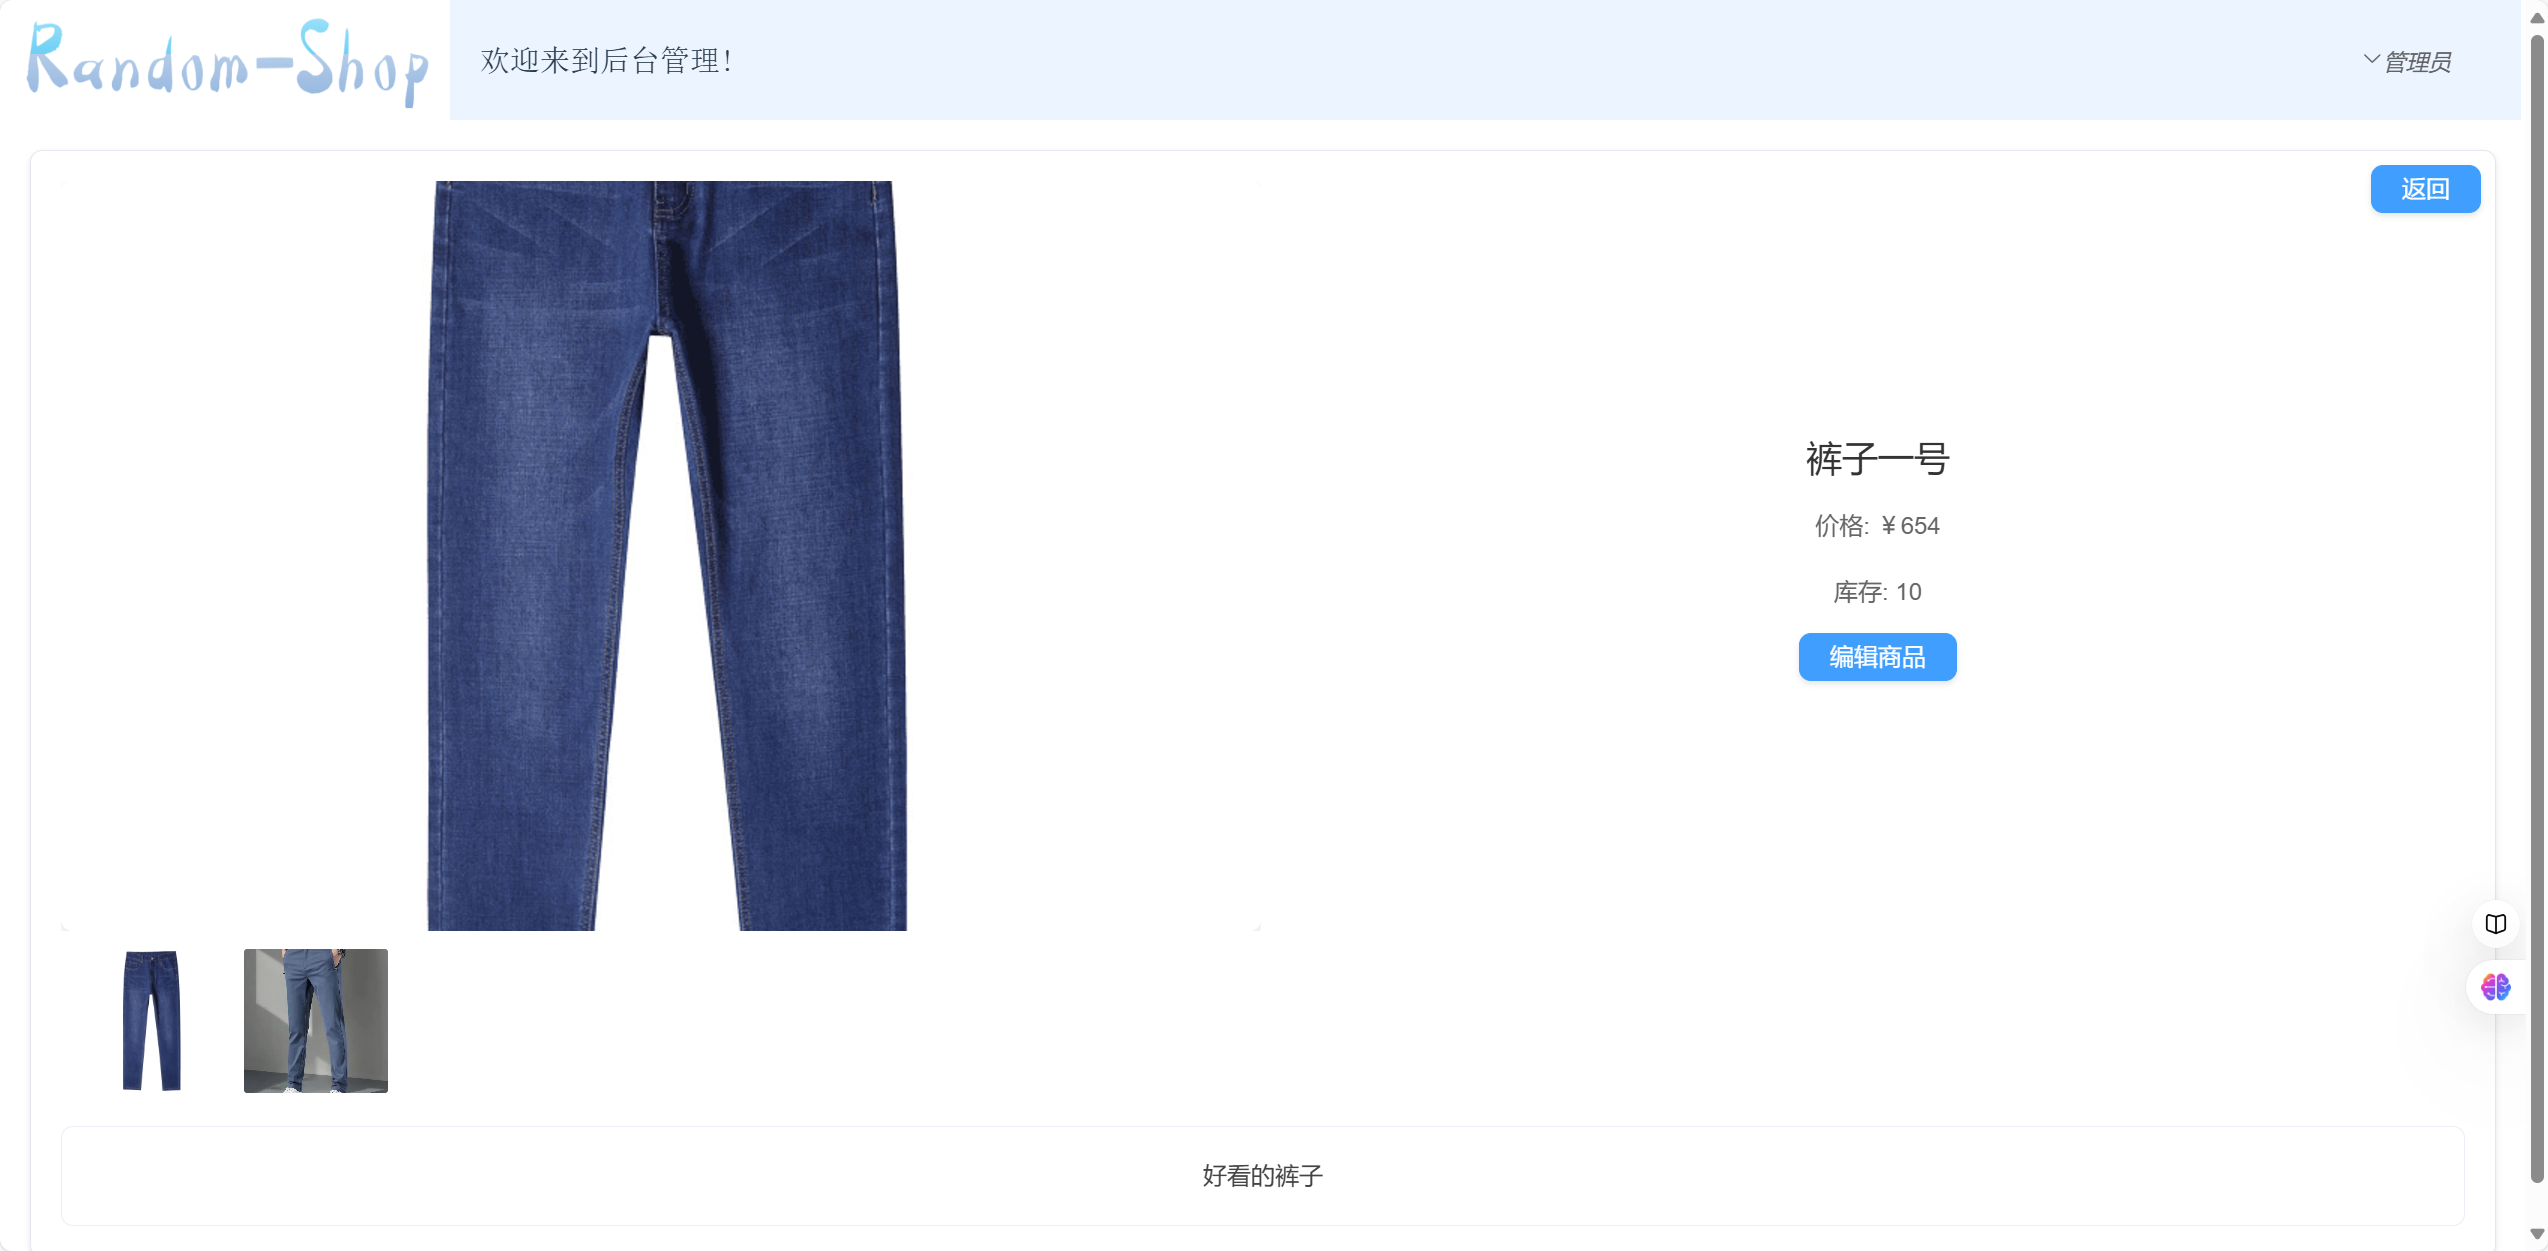 Random-Shop
欢迎来到后台管理!
管理员
返回
裤子一号
价格: ¥654
库存: 10
编辑商品
好看的裤子